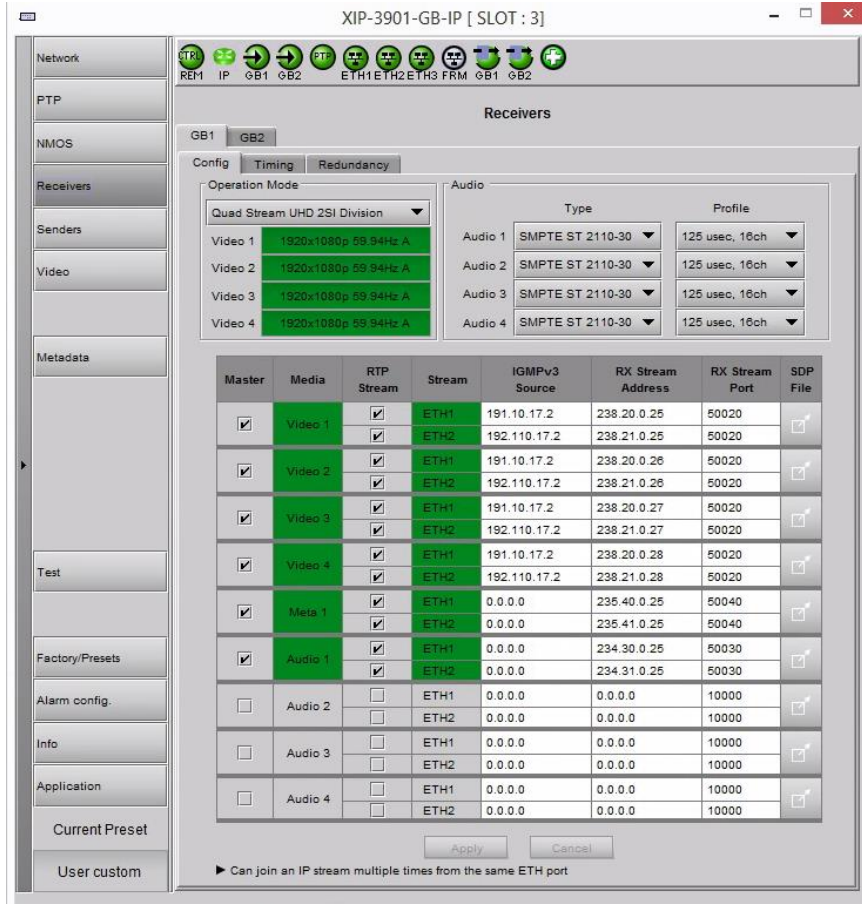 XIP-3901-GB-IP [ SLOT : 3]
Network
PTP
NMOS
Receivers
Senders
Video
Metadata
Test
Factory/Presets
Alarm config.
Info
Application
Current Preset
User custom
CTRL PTP
REM IP GB1 GB2 ETH1 ETH2 ETH3 FRM GB1 GB2
Receivers
GB1 GB2
Config Timing Redundancy
Operation Mode
Quad Stream UHD 2SI Division
Video 1 1920x1080p 59.94Hz A
Video 2 1920x1080p 59.94Hz A
Video 3 1920x1080p 59.94Hz A
Video 4 1920x1080p 59.94Hz A
Audio
Type Profile
Audio 1 SMPTE ST 2110-30 125 usec, 16ch
Audio 2 SMPTE ST 2110-30 125 usec, 16ch
Audio 3 SMPTE ST 2110-30 125 usec, 16ch
Audio 4 SMPTE ST 2110-30 125 usec, 16ch
Master Media RTP Stream Stream IGMPv3 Source RX Stream Address RX Stream Port SDP File
Video 1 ETH1 191.10.17.2 238.20.0.25 50020
ETH2 192.110.17.2 238.21.0.25 50020
Video 2 ETH1 191.10.17.2 238.20.0.26 50020
ETH2 192.110.17.2 238.21.0.26 50020
Video 3 ETH1 191.10.17.2 238.20.0.27 50020
ETH2 192.110.17.2 238.21.0.27 50020
Video 4 ETH1 191.10.17.2 238.20.0.28 50020
ETH2 192.110.17.2 238.21.0.28 50020
Meta 1 ETH1 0.0.0.0 235.40.0.25 50040
ETH2 0.0.0.0 235.41.0.25 50040
Audio 1 ETH1 0.0.0.0 234.30.0.25 50030
ETH2 0.0.0.0 234.31.0.25 50030
Audio 2 ETH1 0.0.0.0 0.0.0.0 10000
ETH2 0.0.0.0 0.0.0.0 10000
Audio 3 ETH1 0.0.0.0 0.0.0.0 10000
ETH2 0.0.0.0 0.0.0.0 10000
Audio 4 ETH1 0.0.0.0 0.0.0.0 10000
ETH2 0.0.0.0 0.0.0.0 10000
Apply Cancel
Can join an IP stream multiple times from the same ETH port